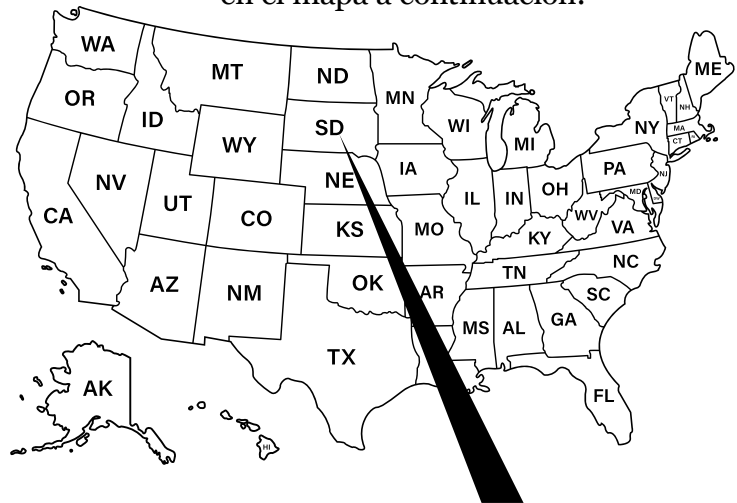 en el mapa a continuación.
WA
MT
ND
MN
ME
OR
ID
SD
WI
MI
VT
NH
NY
MA
CT
WY
NE
IA
PA
NJ
NV
UT
CO
KS
MO
IL
IN
OH
WV
MD
VA
KY
CA
AZ
NM
OK
AR
TN
NC
SC
TX
MS
AL
GA
AK
FL
HI